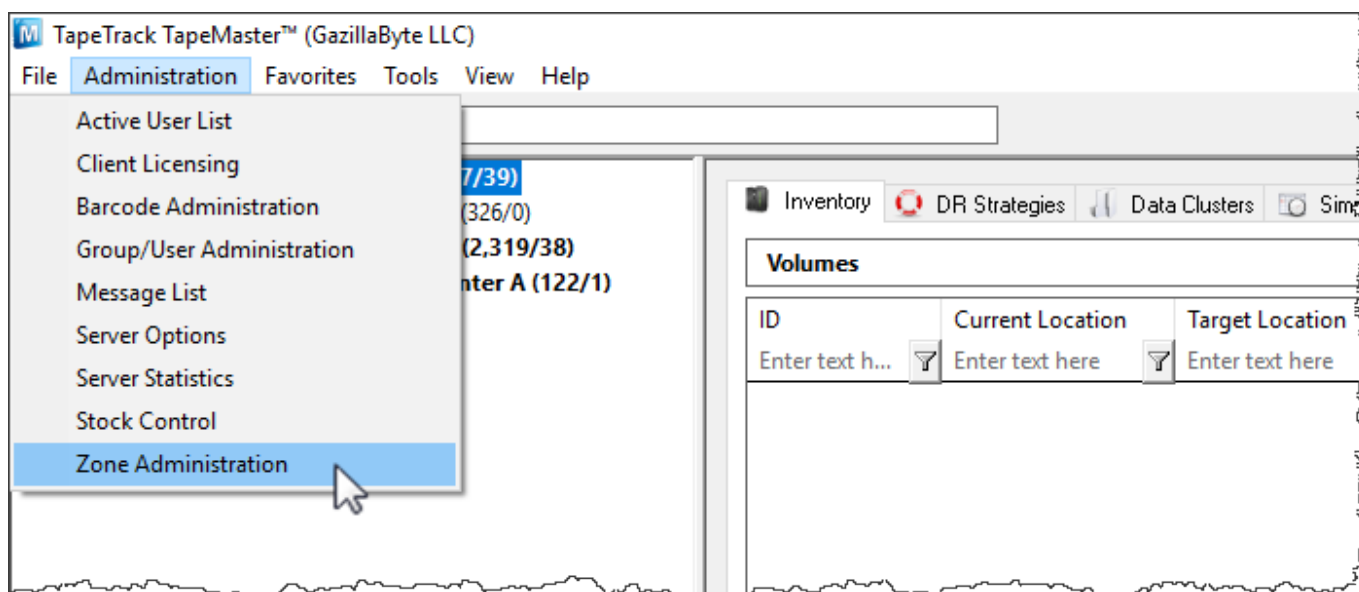 TapeTrack TapeMaster™ (GazillaByte LLC)
File Administration Favorites Tools View Help
Active User List
Client Licensing
Barcode Administration
Group/User Administration
Message List
Server Options
Server Statistics
Stock Control
Zone Administration
7/39)
(326/0)
(2,319/38)
nter A (122/1)
Inventory DR Strategies Data Clusters Sim
Volumes
ID Current Location Target Location
Enter text h... Enter text here Enter text here